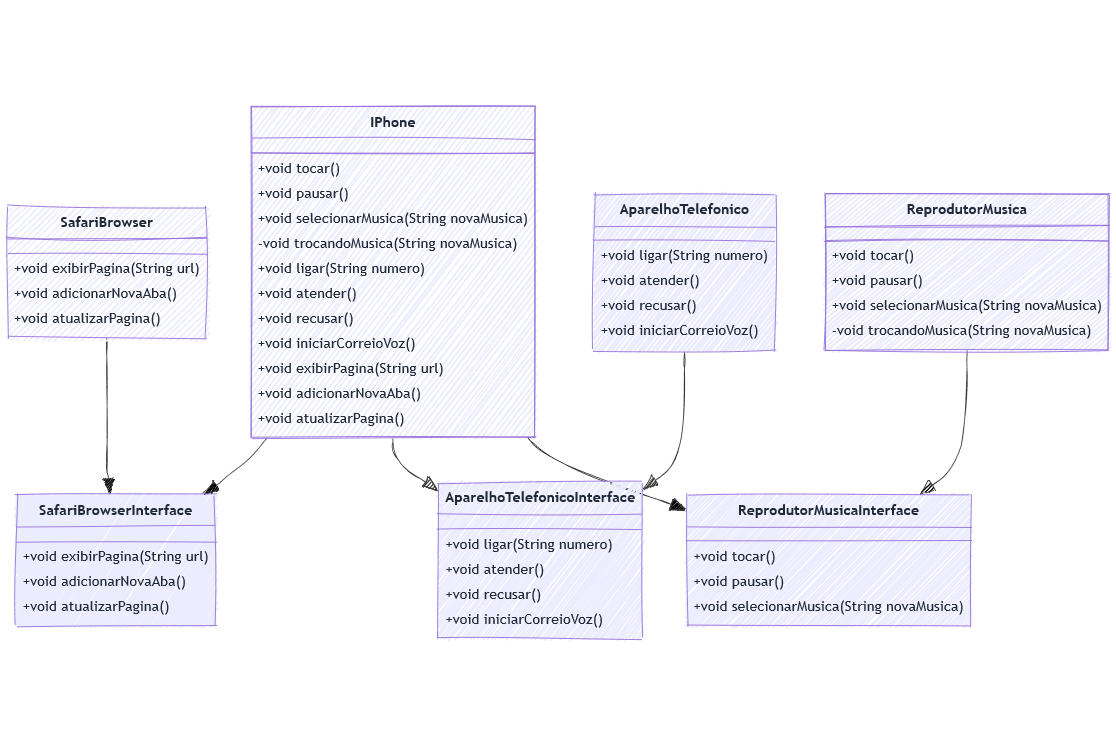 IPhone
+void tocar()
+void pausar()
+void selecionarMusica(String novaMusica)
-void trocandoMusica(String novaMusica)
+void ligar(String numero)
+void atender()
+void recusar()
+void iniciarCorreioVoz()
+void exibirPagina(String url)
+void adicionarNovaAba()
+void atualizarPagina()
SafariBrowser
+void exibirPagina(String url)
+void adicionarNovaAba()
+void atualizarPagina()
AparelhoTelefonico
+void ligar(String numero)
+void atender()
+void recusar()
+void iniciarCorreioVoz()
ReprodutorMusica
+void tocar()
+void pausar()
+void selecionarMusica(String novaMusica)
-void trocandoMusica(String novaMusica)
SafariBrowserInterface
+void exibirPagina(String url)
+void adicionarNovaAba()
+void atualizarPagina()
AparelhoTelefonicoInterface
+void ligar(String numero)
+void atender()
+void recusar()
+void iniciarCorreioVoz()
ReprodutorMusicaInterface
+void tocar()
+void pausar()
+void selecionarMusica(String novaMusica)